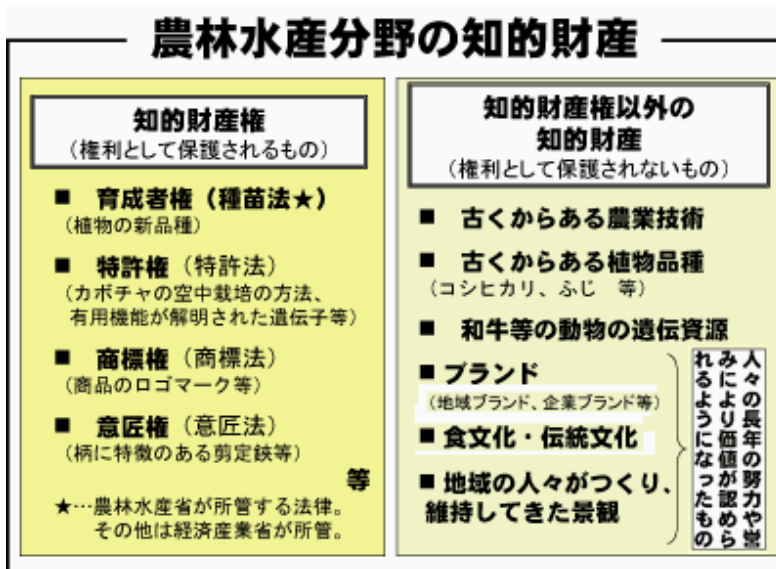 農林水産分野の知的財産
知的財産権
（権利として保護されるもの）
■ 育成者権（種苗法★）
（植物の新品種）
■ 特許権（特許法）
（カボチャの空中栽培の方法、
有用機能が解明された遺伝子等）
■ 商標権（商標法）
（商品のロゴマーク等）
■ 意匠権（意匠法）
（柄に特徴のある剪定鋏等）
等
★…農林水産省が所管する法律。
その他は経済産業省が所管。
知的財産権以外の
知的財産
（権利として保護されないもの）
■ 古くからある農業技術
■ 古くからある植物品種
（コシヒカリ、ふじ 等）
■ 和牛等の動物の遺伝資源
■ ブランド
（地域ブランド、企業ブランド等）
■ 食文化・伝統文化
■ 地域の人々がつくり、
維持してきた景観
人々の長年の努力や営
みにより価値が認めら
れるようになったもの